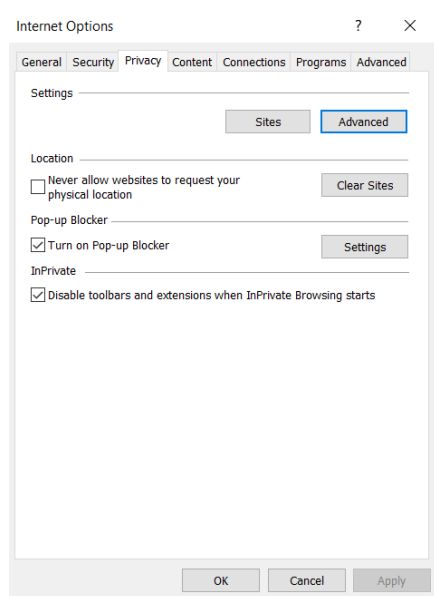 Internet Options ? ×
General Security Privacy Content Connections Programs Advanced
Settings
Sites Advanced
Location
Never allow websites to request your
physical location
Clear Sites
Pop-up Blocker
Turn on Pop-up Blocker Settings
InPrivate
Disable toolbars and extensions when InPrivate Browsing starts
OK Cancel Apply